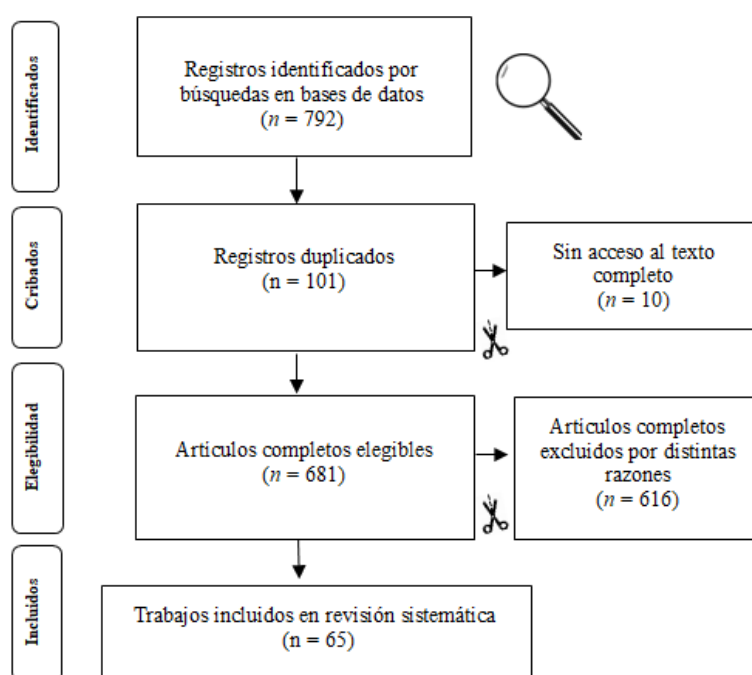 Identificados
Registros identificados por
búsquedas en bases de datos
(n = 792)
Cribados
Registros duplicados
(n = 101)
Sin acceso al texto
completo
(n = 10)
Elegibilidad
Artículos completos elegibles
(n = 681)
Artículos completos
excluidos por distintas
razones
(n = 616)
Incluidos
Trabajos incluidos en revisión sistemática
(n = 65)